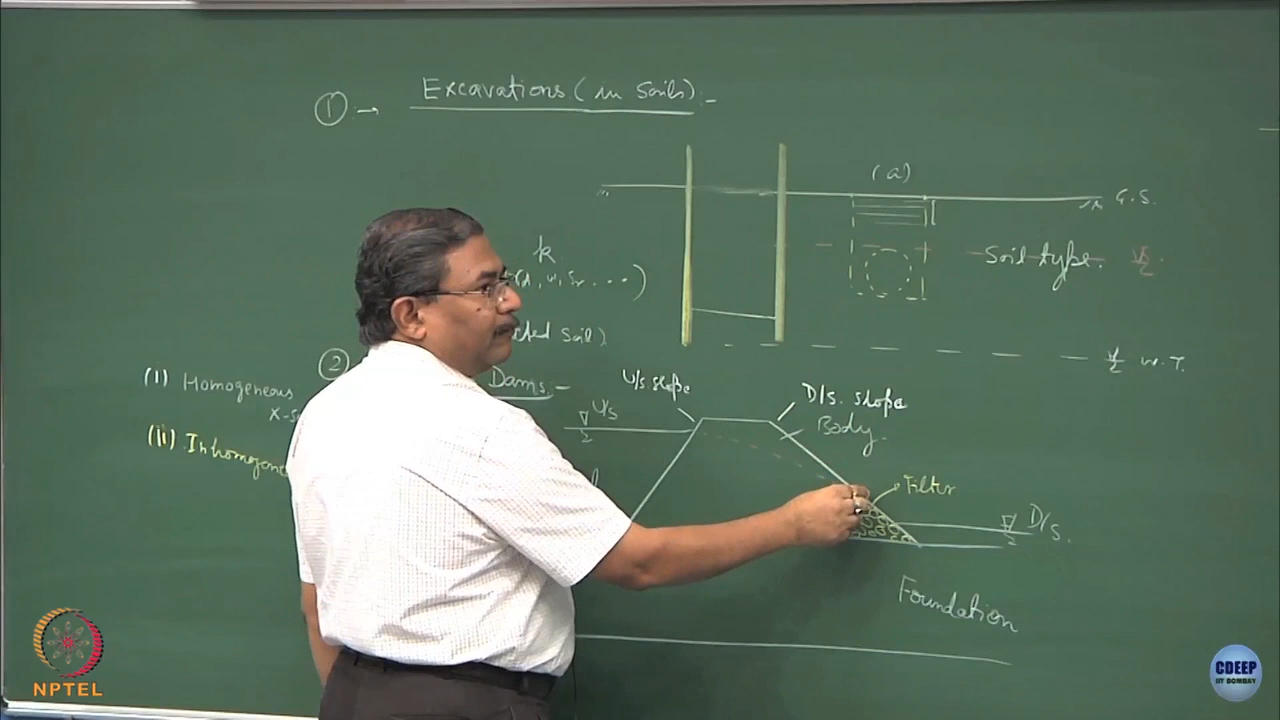 ① :→ Excavations (in Soils) :-
(a)
G.S.
Soil type.
k
, w, Sr, ....)
cted Soil)
W.T.
② Dams. -
(i) Homogeneous
X-S
(ii) Inhomogene
U/s slope
U/s
D/s. slope
Body.
Filter
D/s.
Foundation
NPTEL
CDEEP
IIT BOMBAY